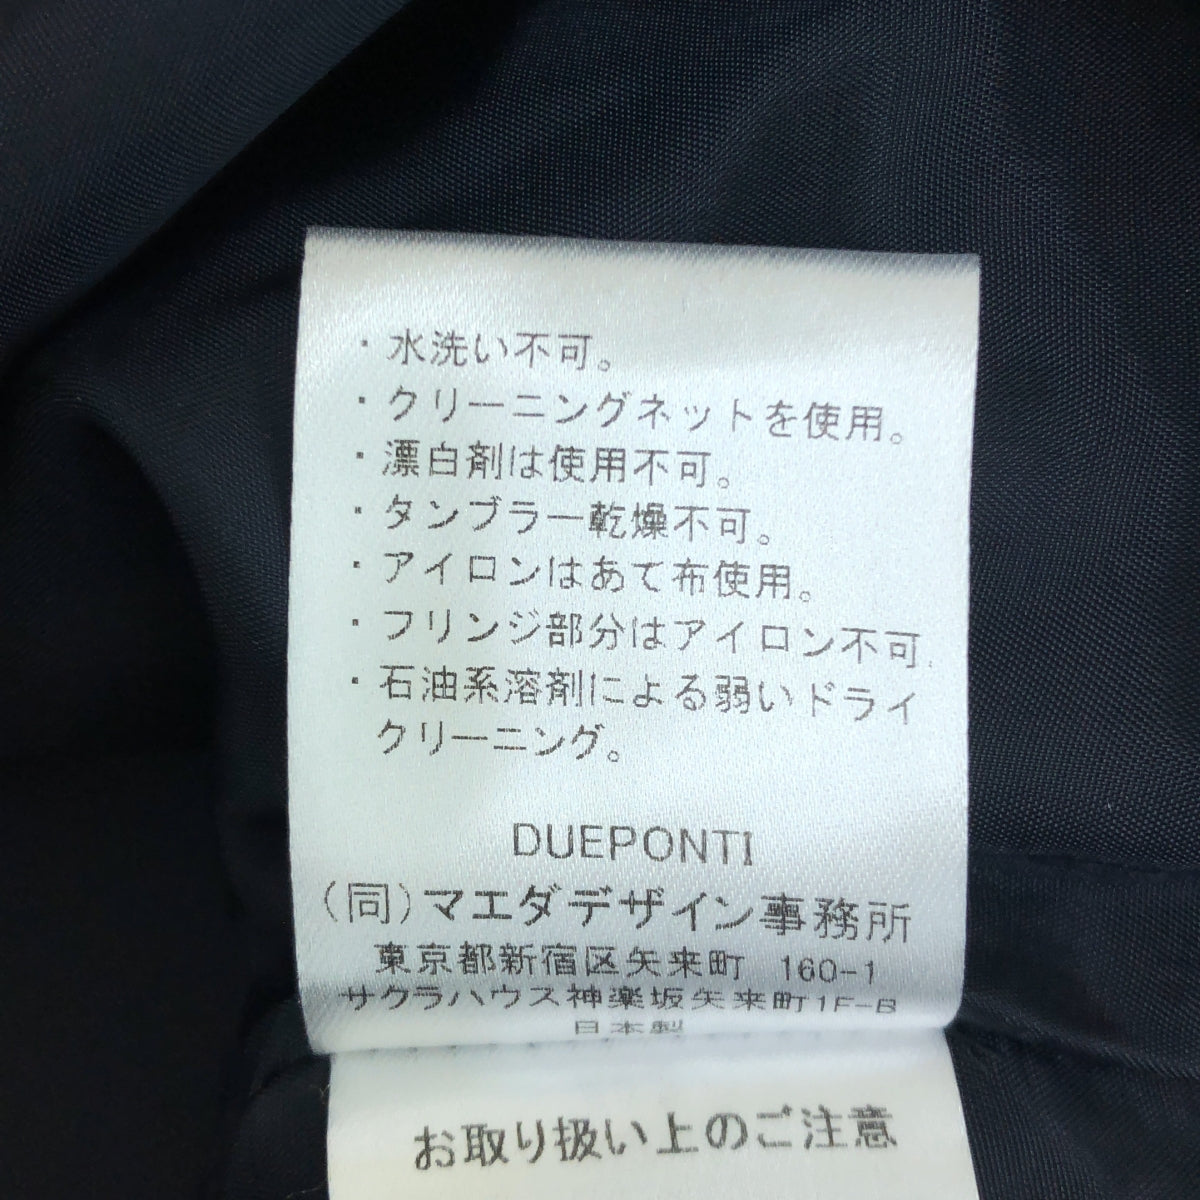 ・水洗い不可。
・クリーニングネットを使用。
・漂白剤は使用不可。
・タンブラー乾燥不可。
・アイロンはあて布使用。
・フリンジ部分はアイロン不可.
・石油系溶剤による弱いドライ
クリーニング。
DUEPONTI
(同)マエダデザイン事務所
東京都新宿区矢来町 160-1
サクラハウス神楽坂矢来町1F-B
日本製
お取り扱い上のご注意